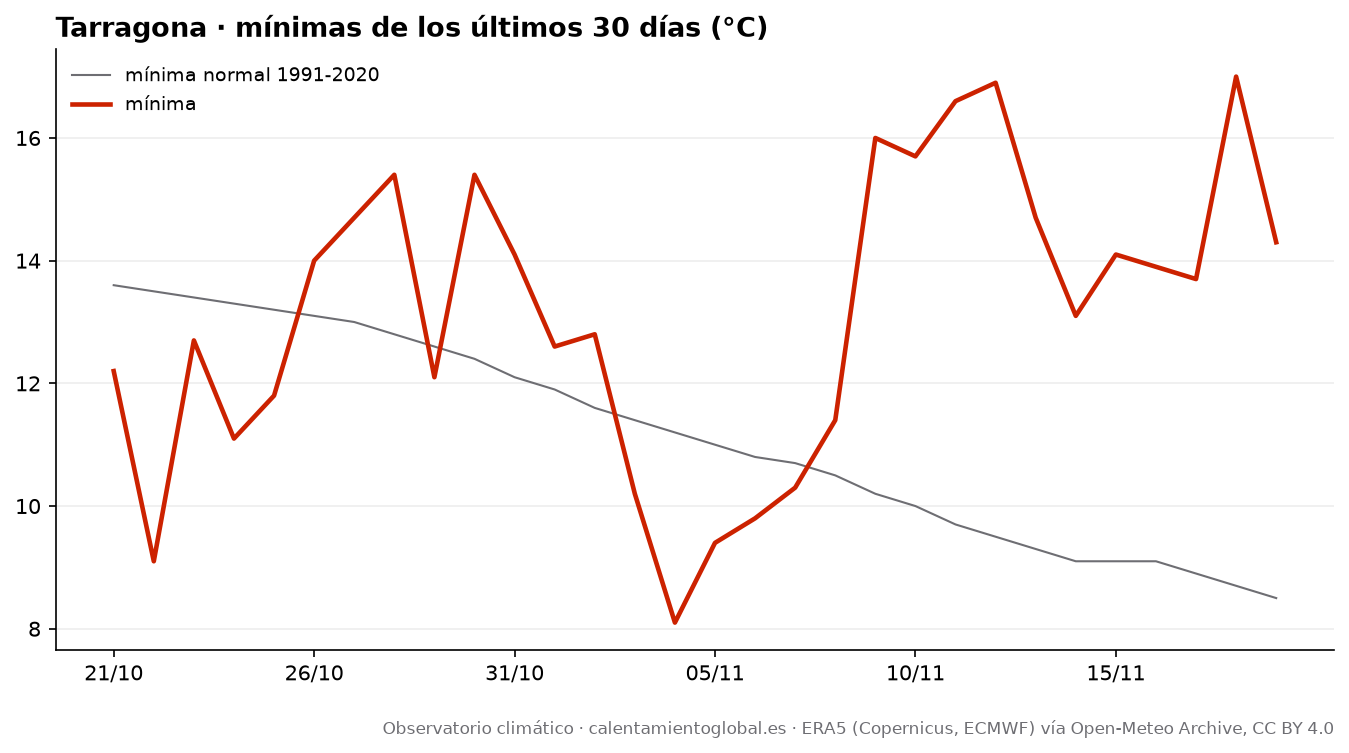 Tarragona · mínimas de los últimos 30 días (°C)
mínima normal 1991-2020
mínima
16
14
12
10
8
21/10 26/10 31/10 05/11 10/11 15/11
Observatorio climático · calentamientoglobal.es · ERA5 (Copernicus, ECMWF) vía Open-Meteo Archive, CC BY 4.0